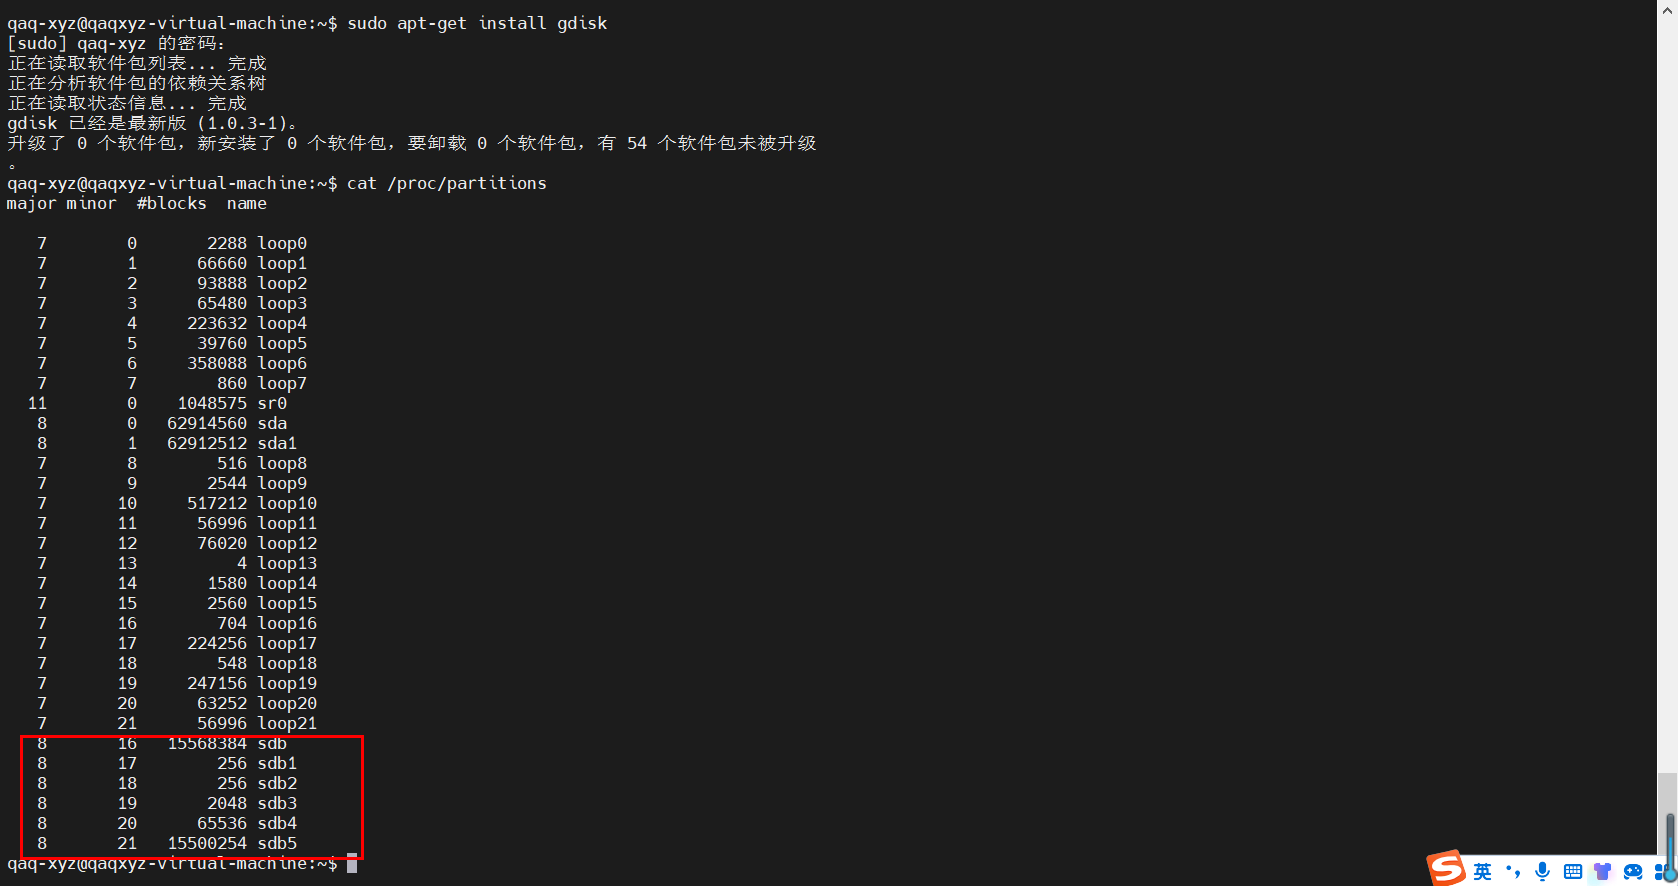 qaq-xyz@qaqxyz-virtual-machine:~$ sudo apt-get install gdisk
[sudo] qaq-xyz 的密码：
正在读取软件包列表... 完成
正在分析软件包的依赖关系树
正在读取状态信息... 完成
gdisk 已经是最新版 (1.0.3-1)。
升级了 0 个软件包，新安装了 0 个软件包，要卸载 0 个软件包，有 54 个软件包未被升级
。
qaq-xyz@qaqxyz-virtual-machine:~$ cat /proc/partitions
major minor  #blocks  name
7 0 2288 loop0
7 1 66660 loop1
7 2 93888 loop2
7 3 65480 loop3
7 4 223632 loop4
7 5 39760 loop5
7 6 358088 loop6
7 7 860 loop7
11 0 1048575 sr0
8 0 62914560 sda
8 1 62912512 sda1
7 8 516 loop8
7 9 2544 loop9
7 10 517212 loop10
7 11 56996 loop11
7 12 76020 loop12
7 13 4 loop13
7 14 1580 loop14
7 15 2560 loop15
7 16 704 loop16
7 17 224256 loop17
7 18 548 loop18
7 19 247156 loop19
7 20 63252 loop20
7 21 56996 loop21
8 16 15568384 sdb
8 17 256 sdb1
8 18 256 sdb2
8 19 2048 sdb3
8 20 65536 sdb4
8 21 15500254 sdb5
qaq-xyz@qaqxyz-virtual-machine:~$
S 英